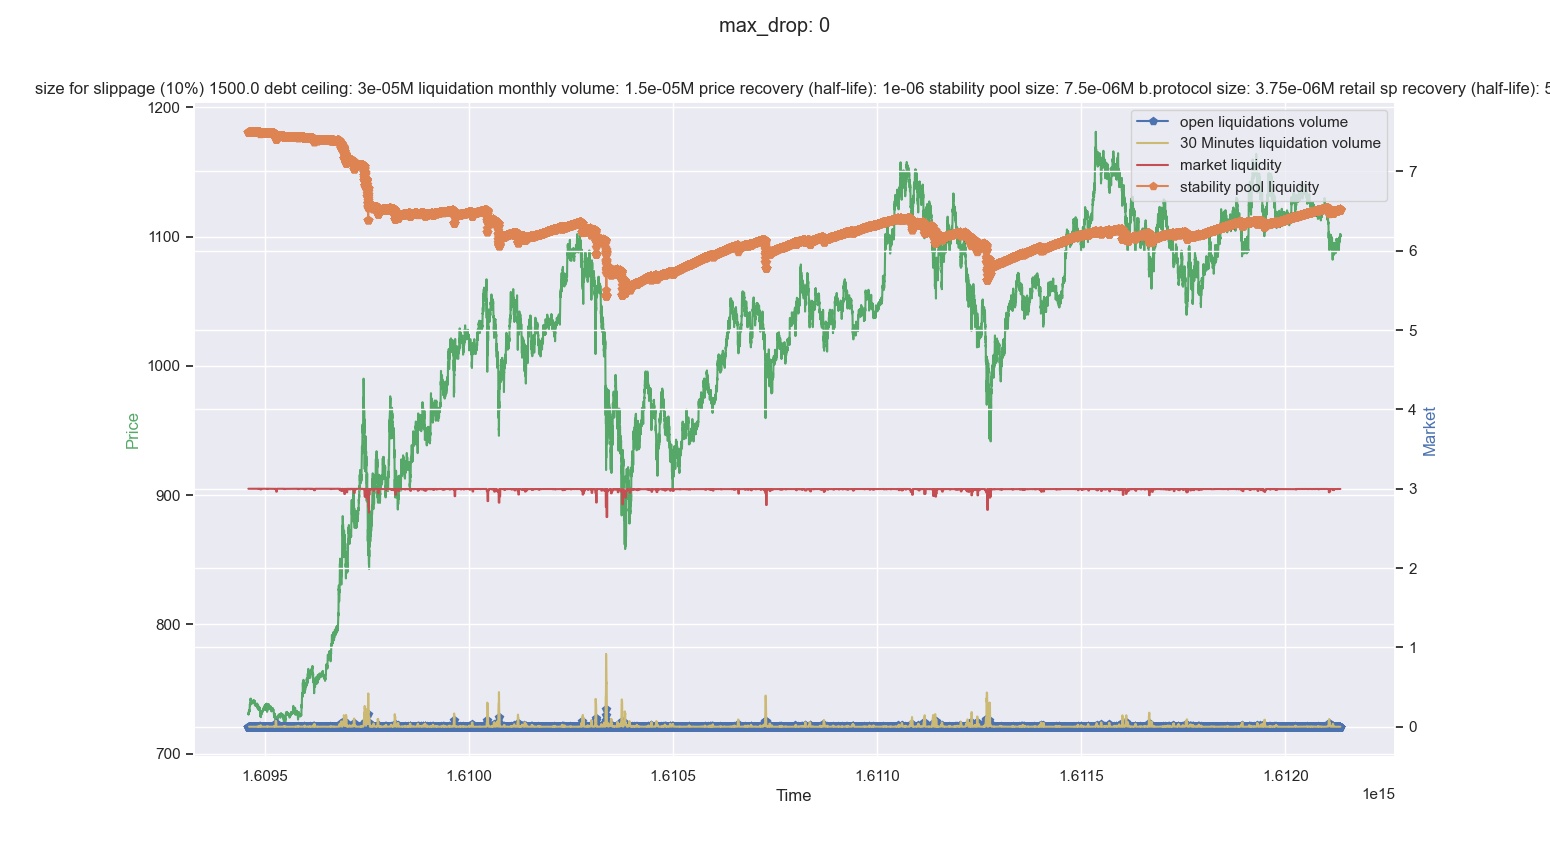 max_drop: 0
size for slippage (10%) 1500.0 debt ceiling: 3e-05M liquidation monthly volume: 1.5e-05M price recovery (half-life): 1e-06 stability pool size: 7.5e-06M b.protocol size: 3.75e-06M retail sp recovery (half-life):
open liquidations volume
30 Minutes liquidation volume
market liquidity
stability pool liquidity
1200
1100
1000
900
800
700
Price
7
6
5
4
3
2
1
0
Market
1.6095
1.6100
1.6105
1.6110
1.6115
1.6120
Time
1e15